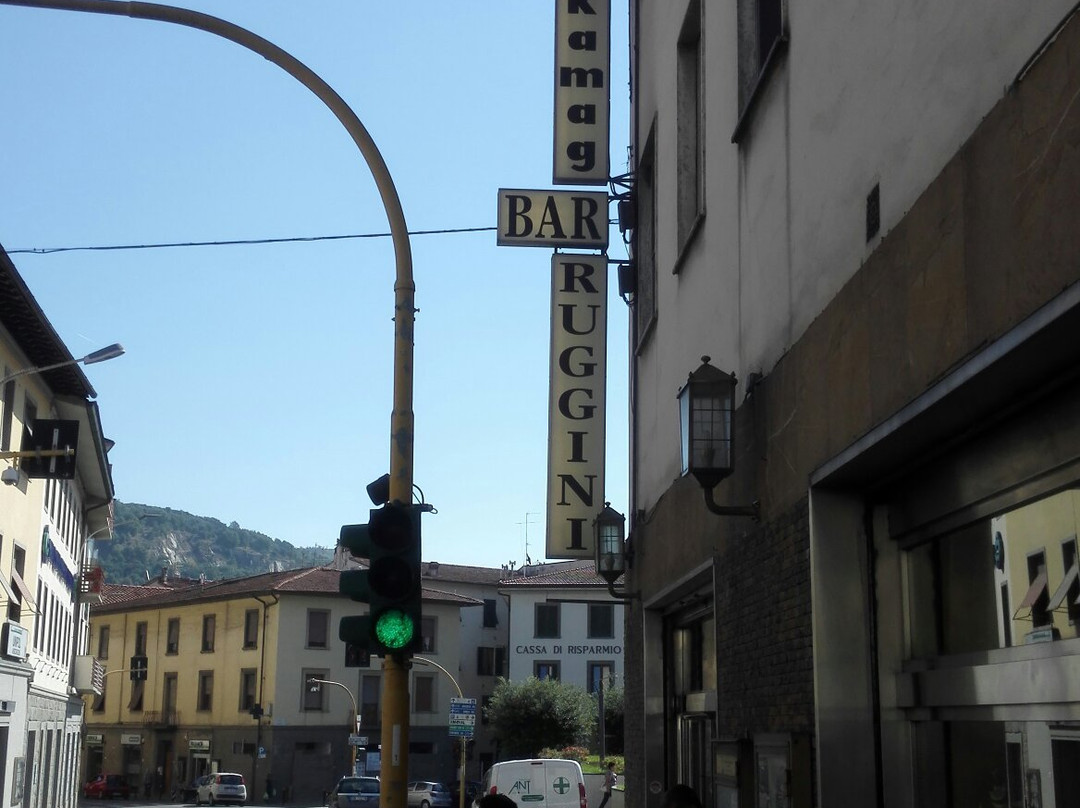 kamag
BAR
RUGGINI
CASSA DI RISPARMIO
ANT